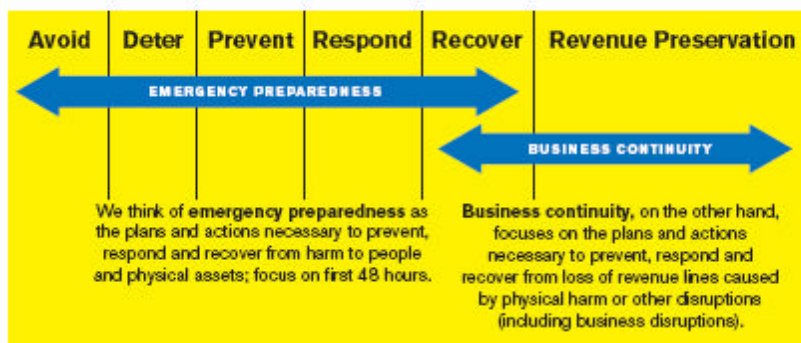 Avoid Deter Prevent Respond Recover Revenue Preservation
EMERGENCY PREPAREDNESS
BUSINESS CONTINUITY
We think of emergency preparedness as
the plans and actions necessary to prevent,
respond and recover from harm to people
and physical assets; focus on first 48 hours.
Business continuity, on the other hand,
focuses on the plans and actions
necessary to prevent, respond and
recover from loss of revenue lines caused
by physical harm or other disruptions
(including business disruptions).